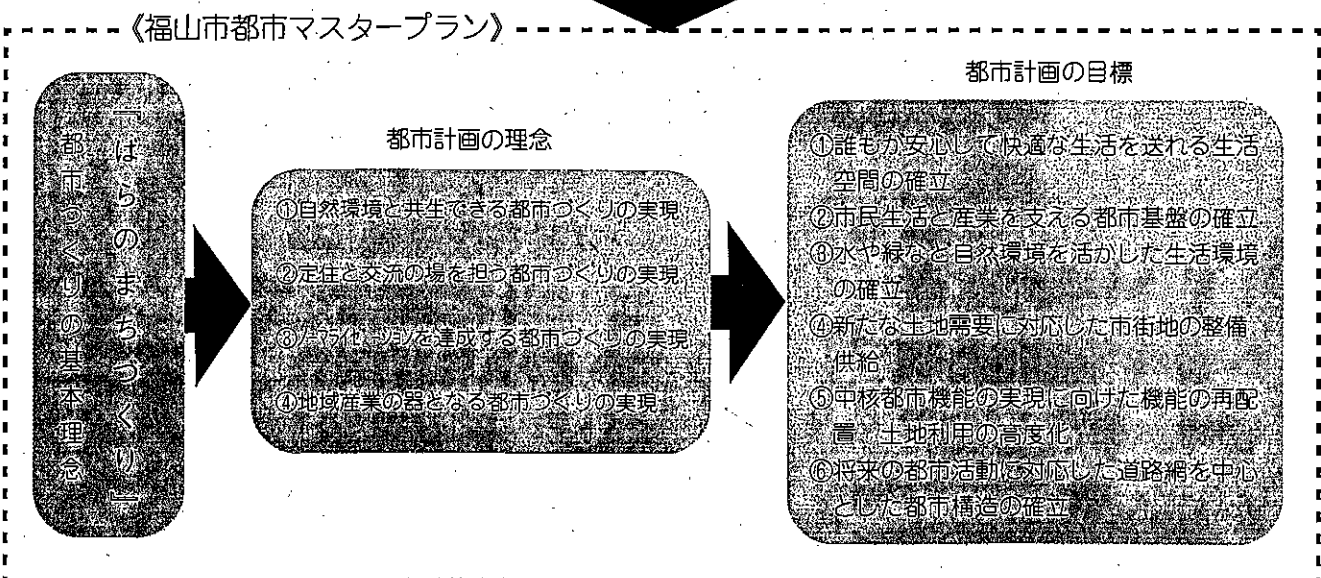 《福山市都市マスタープラン》
都市づくりの基本理念
『ばらのまちづくり』
都市計画の理念
①自然環境と共生できる都市づくりの実現
②定住と交流の場を担う都市づくりの実現
③ﾉｰﾏﾗｲｾﾞｰｼｮﾝを達成する都市づくりの実現
④地域産業の器となる都市づくりの実現
都市計画の目標
①誰もが安心して快適な生活を送れる生活
空間の確立
②市民生活と産業を支える都市基盤の確立
③水や緑など自然環境を活かした生活環境
の確立
④新たな土地需要に対応した市街地の整備
供給
⑤中核都市機能の実現に向けた機能の再配
置、土地利用の高度化
⑥将来の都市活動に対応した道路網を中心
とした都市構造の確立